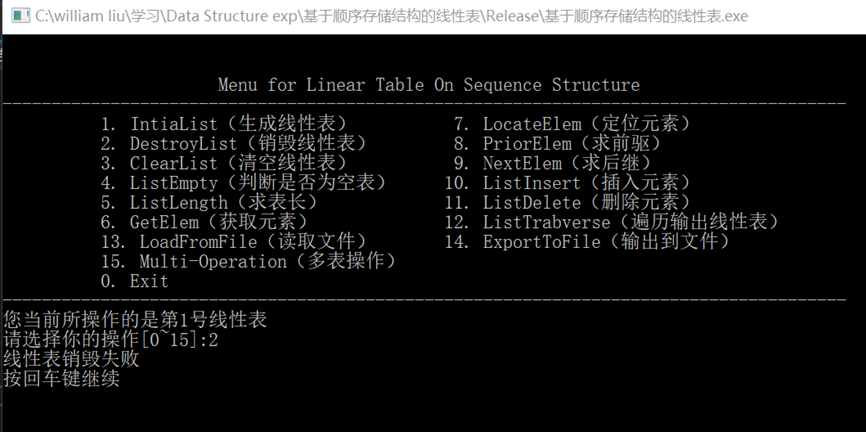 C:\william liu\学习\Data Structure exp\基于顺序存储结构的线性表\Release\基于顺序存储结构的线性表.exe
Menu for Linear Table On Sequence Structure
1. IntiaList（生成线性表） 7. LocateElem（定位元素）
2. DestroyList（销毁线性表） 8. PriorElem（求前驱）
3. ClearList（清空线性表） 9. NextElem（求后继）
4. ListEmpty（判断是否为空表） 10. ListInsert（插入元素）
5. ListLength（求表长） 11. ListDelete（删除元素）
6. GetElem（获取元素） 12. ListTrabverse（遍历输出线性表）
13. LoadFromFile（读取文件） 14. ExportToFile（输出到文件）
15. Multi-Operation（多表操作）
0. Exit
您当前所操作的是第1号线性表
请选择你的操作[0~15]:2
线性表销毁失败
按回车键继续